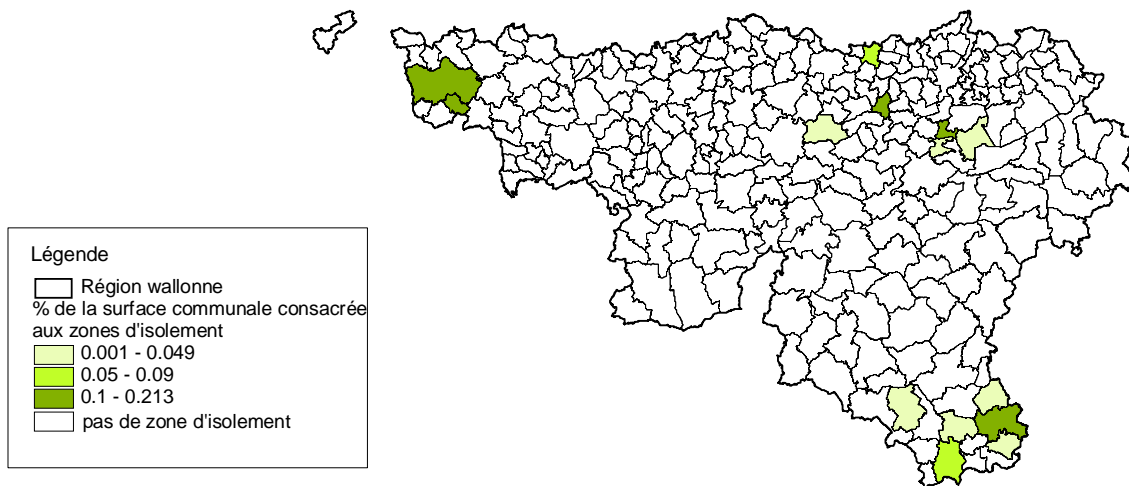 Légende
Région wallonne
% de la surface communale consacrée
aux zones d'isolement
0.001 - 0.049
0.05 - 0.09
0.1 - 0.213
pas de zone d'isolement